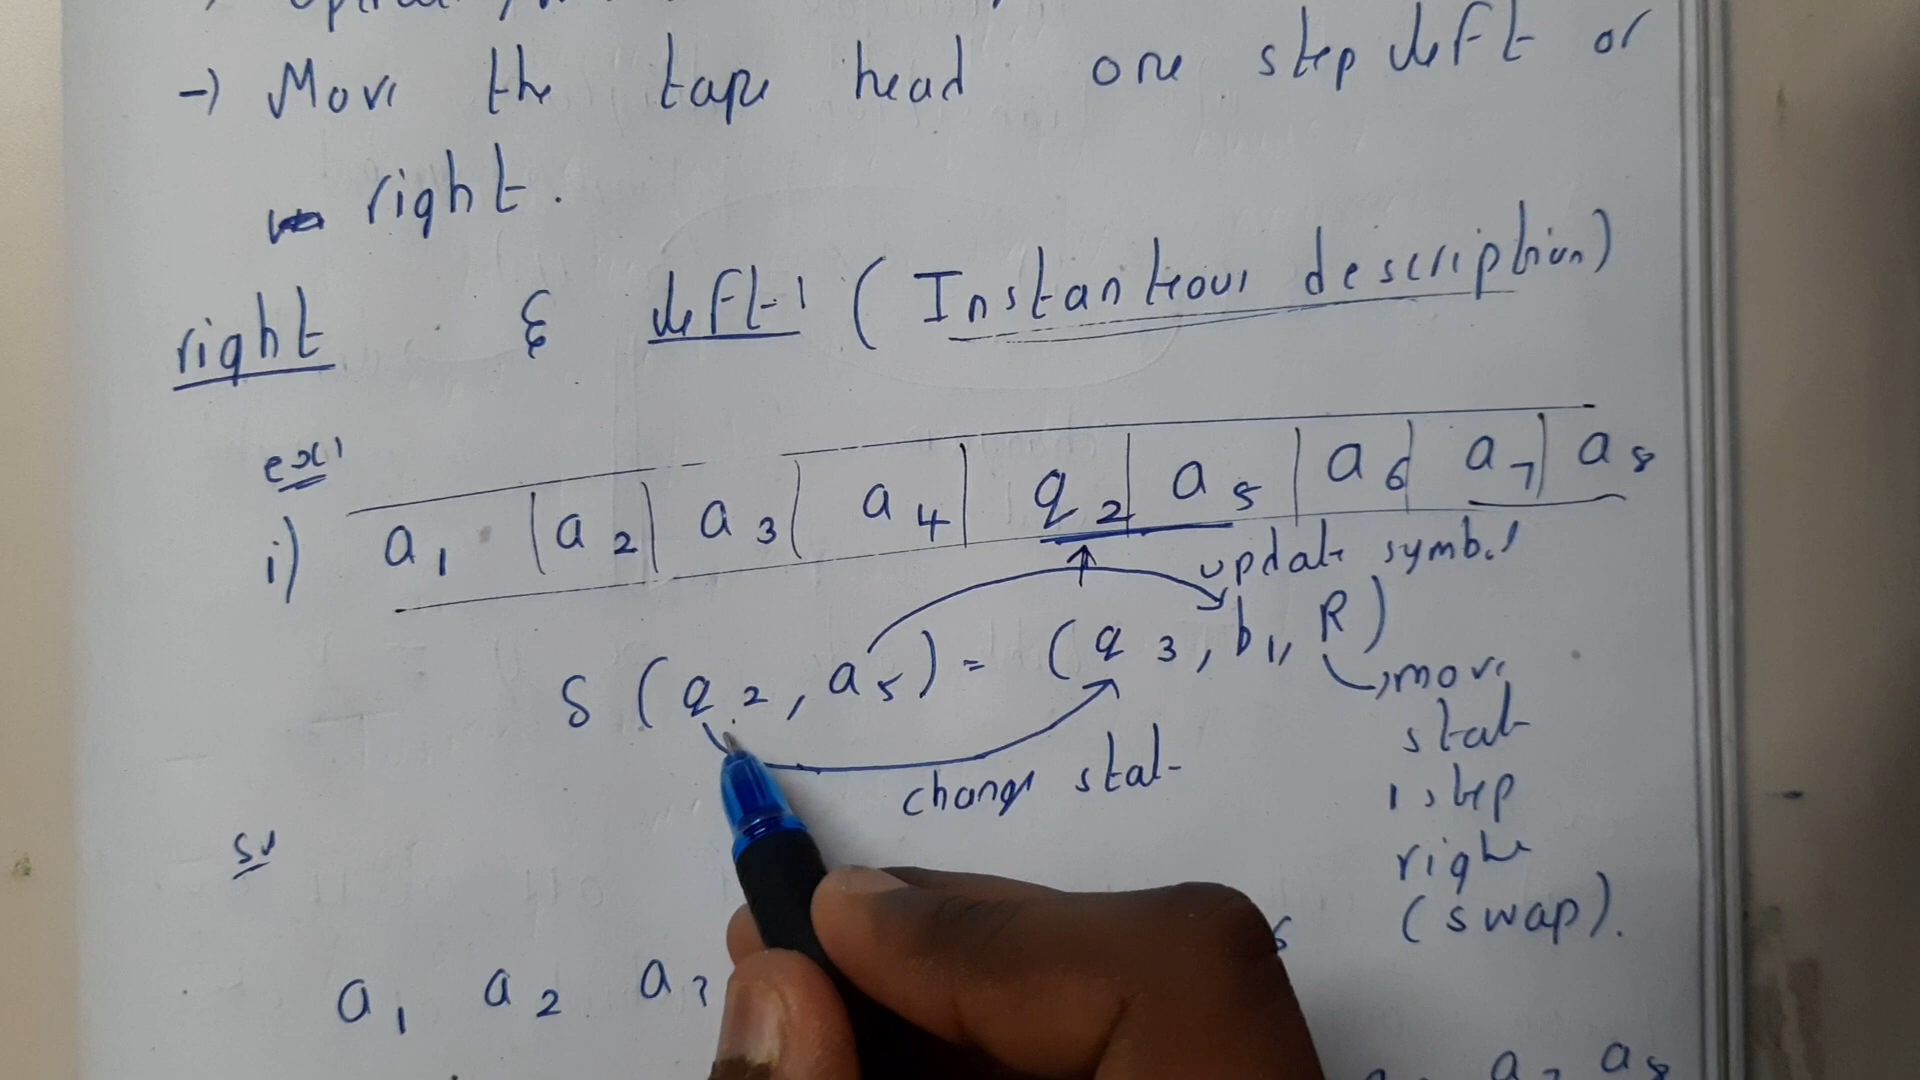 → Move the tape head one step left or
right.
right & left: (Instanteous description)
ex:
i) a1 | a2 | a3 | a4 | q2 | a5 | a6 | a7 | a8
update symbol
δ (q2, a5) = (q3, b1, R)
move
state
1 step
right
(swap).
change state
a1 a2 a3
a8